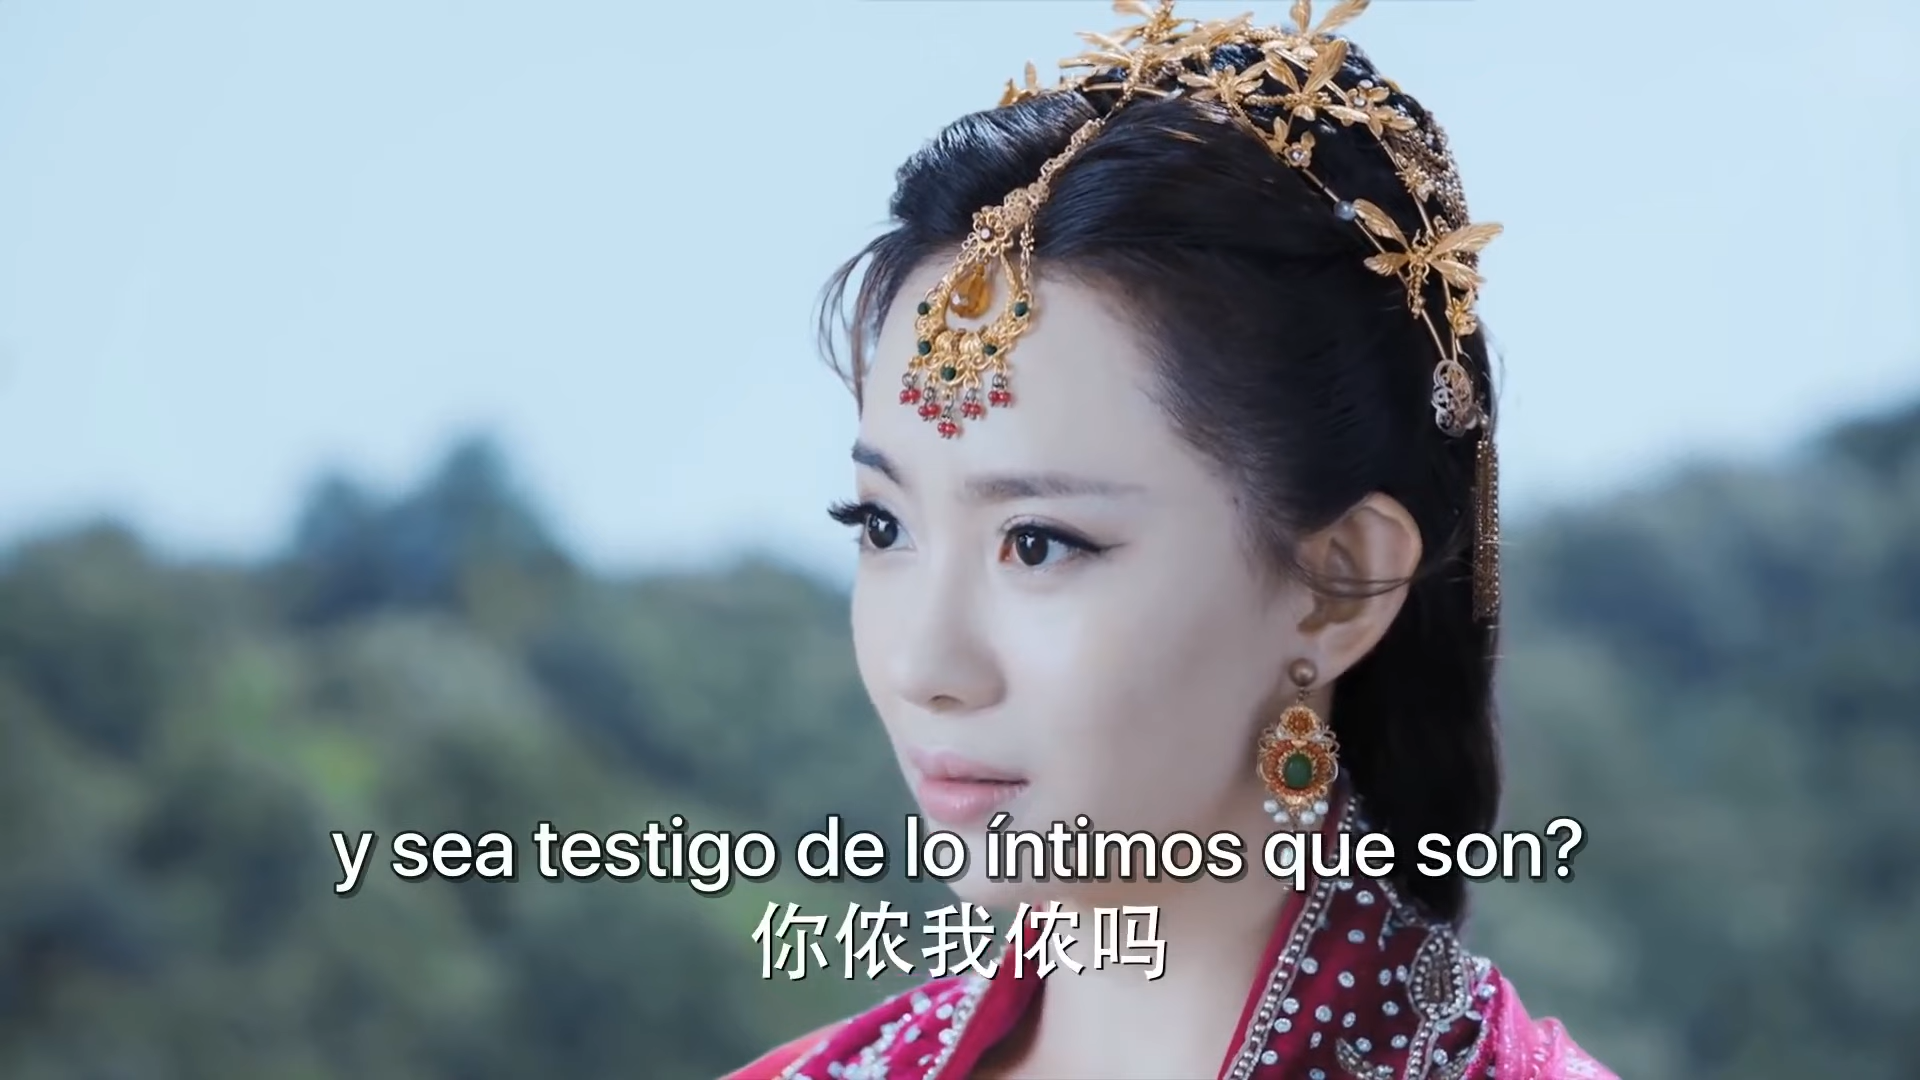 y sea testigo de lo íntimos que son?
你侬我侬吗